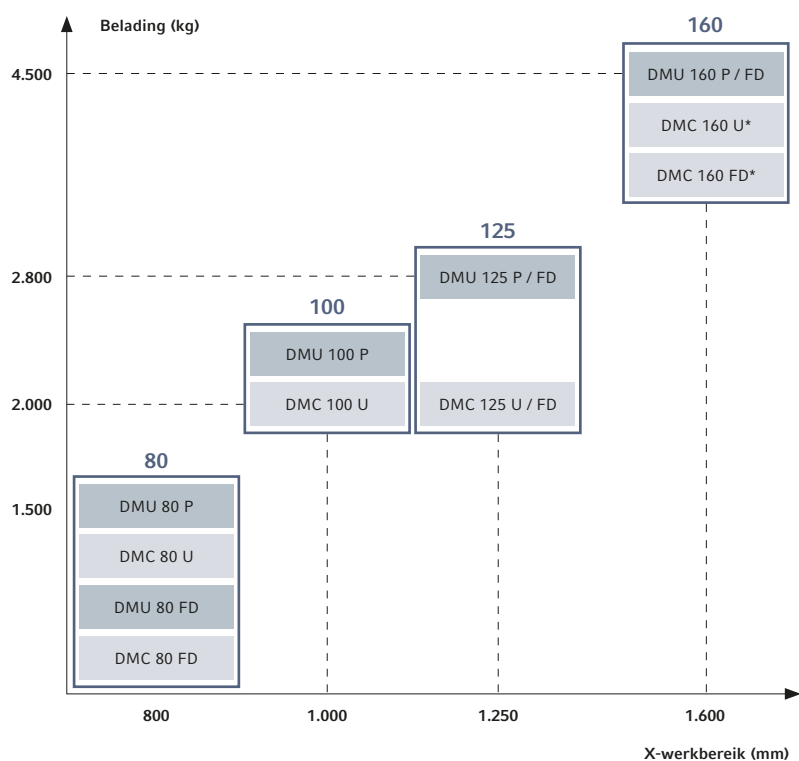 Belading (kg)
160
4.500
DMU 160 P / FD
DMC 160 U*
DMC 160 FD*
125
2.800
DMU 125 P / FD
100
DMU 100 P
2.000
DMC 100 U
DMC 125 U / FD
80
1.500
DMU 80 P
DMC 80 U
DMU 80 FD
DMC 80 FD
800
1.000
1.250
1.600
X-werkbereik (mm)